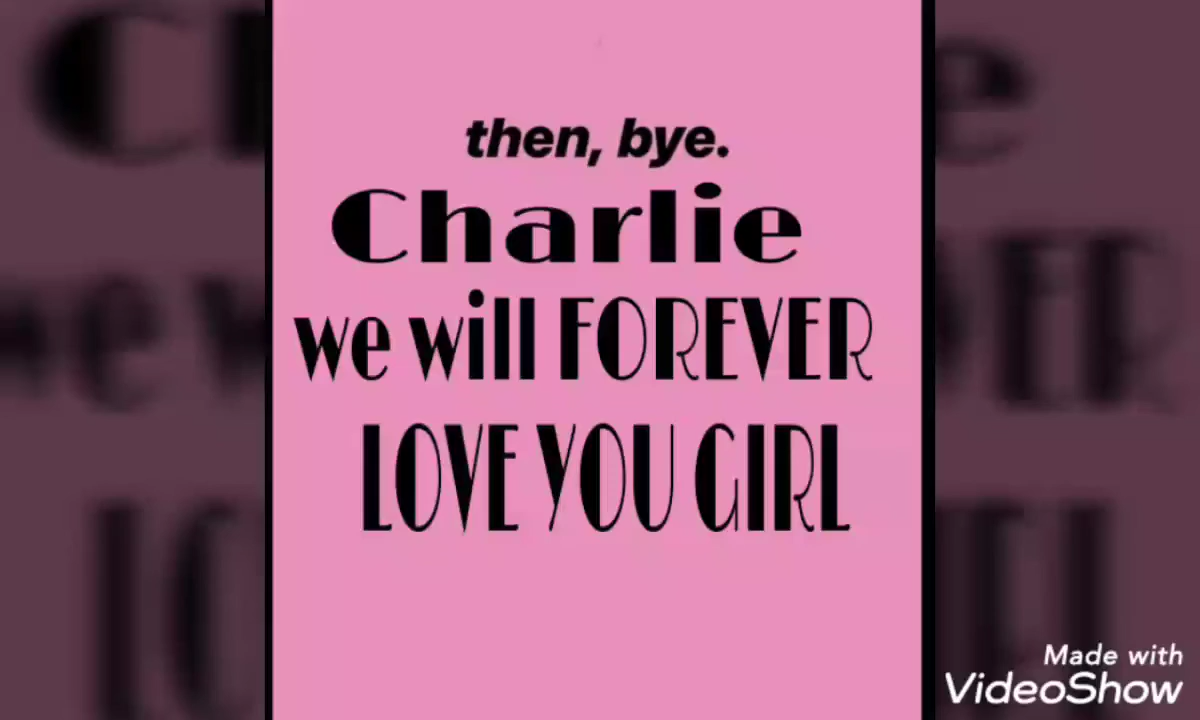 then, bye.
Charlie
we will FOREVER
LOVE YOU GIRL
Made with
VideoShow